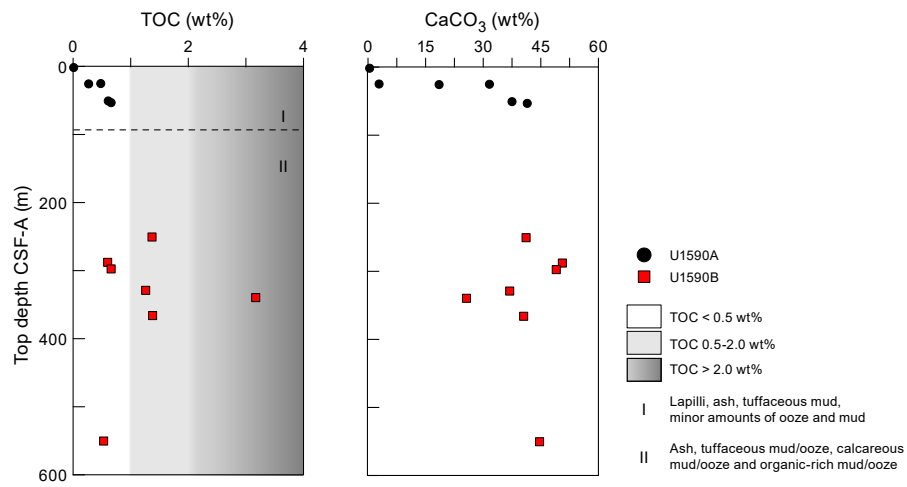 TOC (wt%)
0 2 4
CaCO3 (wt%)
0 15 30 45 60
Top depth CSF-A (m)
0
200
400
600
I
II
U1590A
U1590B
TOC < 0.5 wt%
TOC 0.5-2.0 wt%
TOC > 2.0 wt%
I Lapilli, ash, tuffaceous mud,
minor amounts of ooze and mud
II Ash, tuffaceous mud/ooze, calcareous
mud/ooze and organic-rich mud/ooze